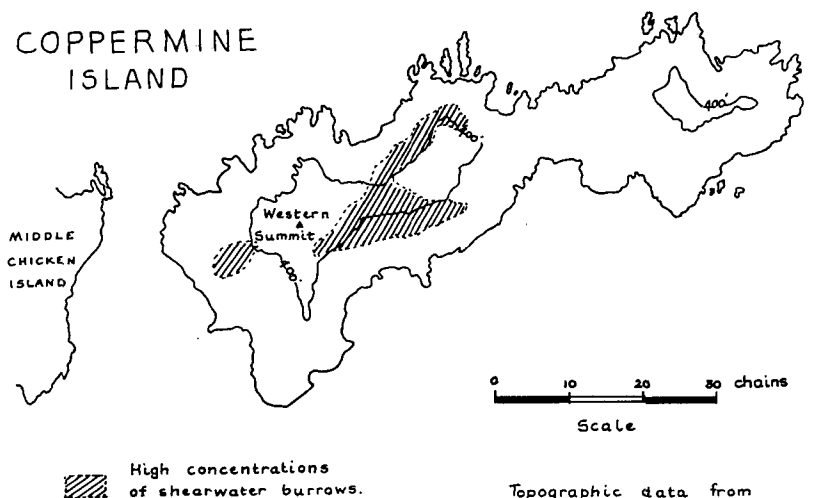 COPPERMINE
ISLAND
400'
400'
Western
Summit
400'
MIDDLE
CHICKEN
ISLAND
0 10 20 30 chains
Scale
High concentrations
of shearwater burrows.
Topographic data from